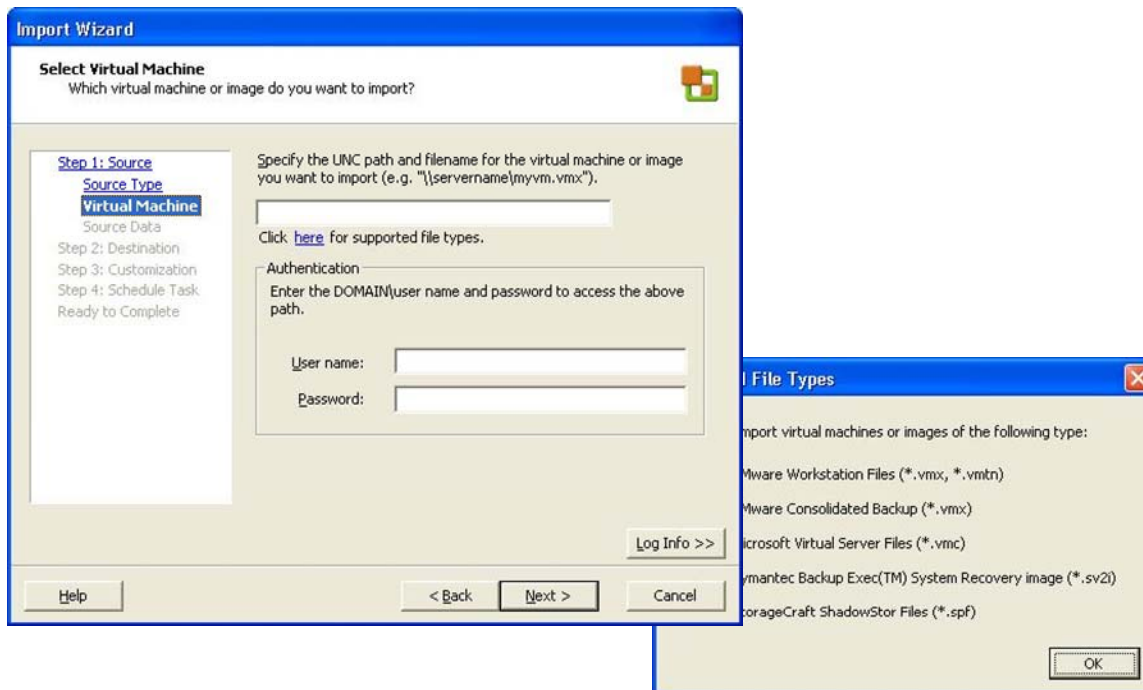 Import Wizard
Select Virtual Machine
Which virtual machine or image do you want to import?
Step 1: Source
Source Type
Virtual Machine
Source Data
Step 2: Destination
Step 3: Customization
Step 4: Schedule Task
Ready to Complete
Specify the UNC path and filename for the virtual machine or image
you want to import (e.g. "\\servername\myvm.vmx").
Click here for supported file types.
Authentication
Enter the DOMAIN\user name and password to access the above
path.
User name:
Password:
Log Info >>
Help
< Back
Next >
Cancel
File Types
mport virtual machines or images of the following type:
Mware Workstation Files (*.vmx, *.vmtn)
Mware Consolidated Backup (*.vmx)
icrosoft Virtual Server Files (*.vmc)
ymantec Backup Exec(TM) System Recovery image (*.sv2i)
torageCraft ShadowStor Files (*.spf)
OK